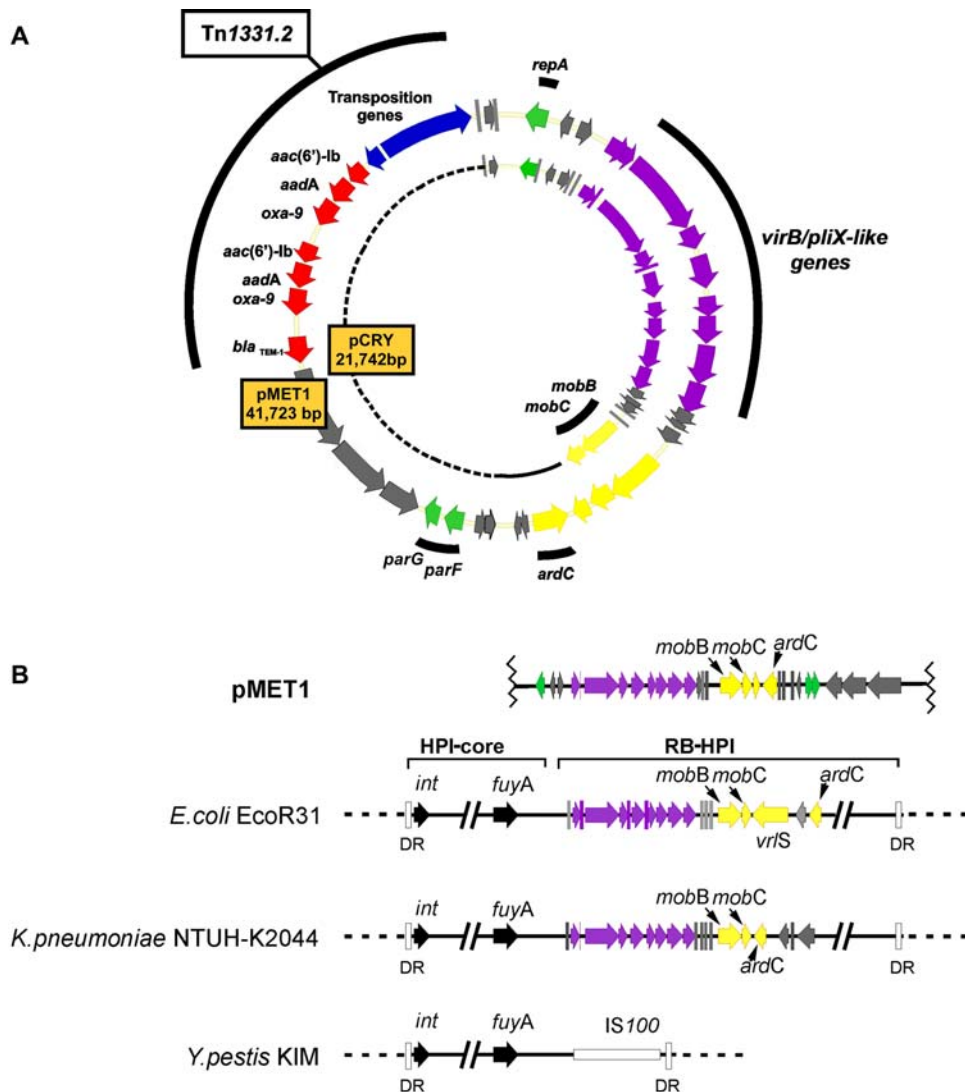 A
Tn1331.2
repA
Transposition
genes
aac(6')-Ib
aadA
oxa-9
aac(6')-Ib
aadA
oxa-9
bla TEM-1
virB/pliX-like
genes
pCRY
21,742bp
pMET1
41,723 bp
mobB
mobC
parG
parF
ardC
B
pMET1
mobB mobC
ardC
HPI-core
RB-HPI
int
fuyA
mobB mobC
ardC
E.coli EcoR31
DR
vrlS
DR
int
fuyA
mobB mobC
K.pneumoniae NTUH-K2044
DR
ardC
DR
int
fuyA
IS100
Y.pestis KIM
DR
DR